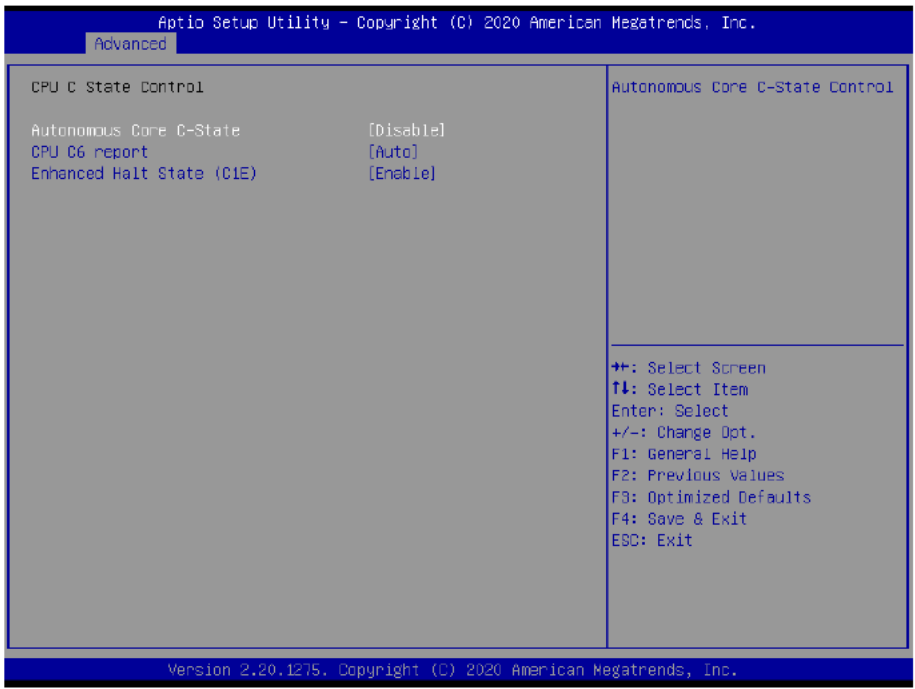 Aptio Setup Utility – Copyright (C) 2020 American Megatrends, Inc.
Advanced
CPU C State Control
Autonomous Core C-State [Disable]
CPU C6 report [Auto]
Enhanced Halt State (C1E) [Enable]
Autonomous Core C-State Control
→←: Select Screen
↑↓: Select Item
Enter: Select
+/-: Change Opt.
F1: General Help
F2: Previous Values
F3: Optimized Defaults
F4: Save & Exit
ESC: Exit
Version 2.20.1275. Copyright (C) 2020 American Megatrends, Inc.